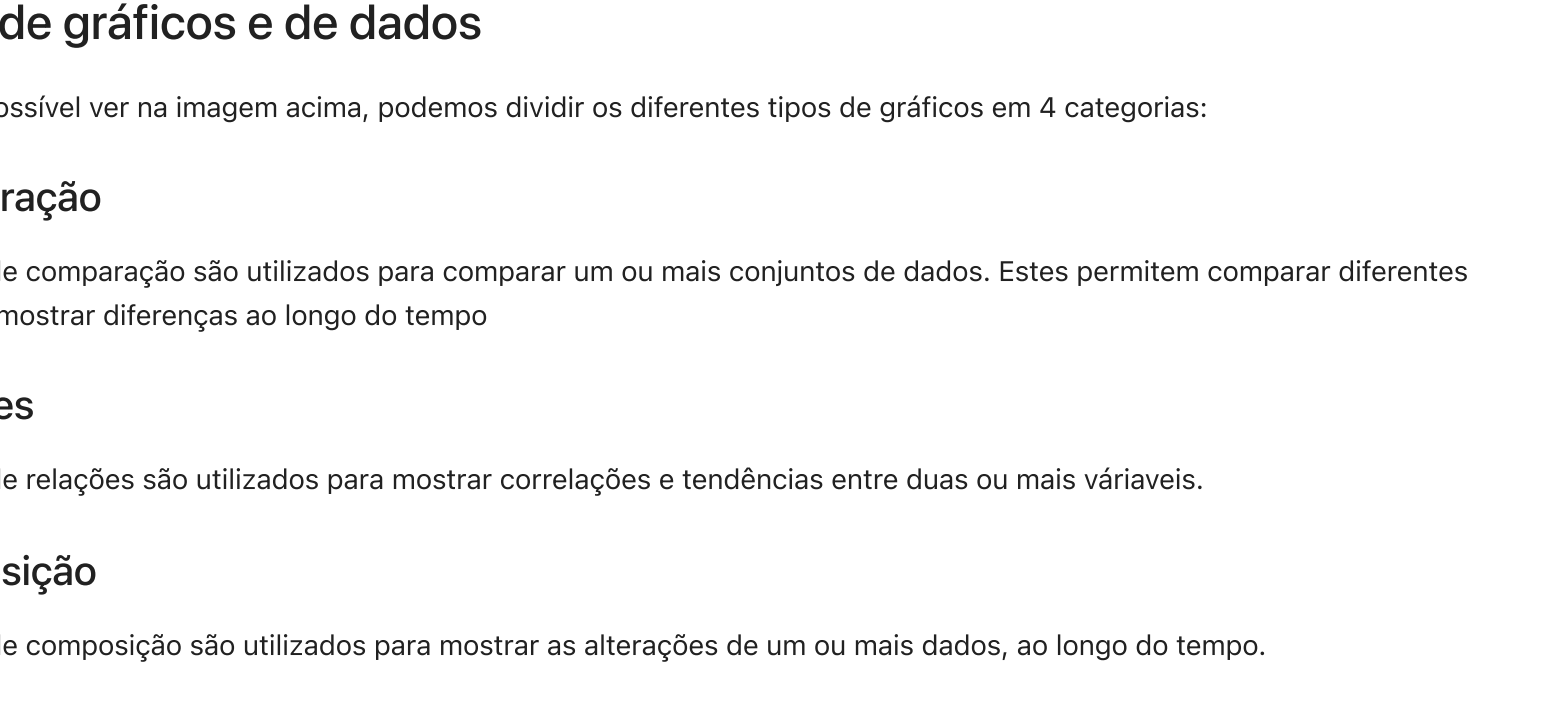 de gráficos e de dados
ossível ver na imagem acima, podemos dividir os diferentes tipos de gráficos em 4 categorias:
ração
de comparação são utilizados para comparar um ou mais conjuntos de dados. Estes permitem comparar diferentes
mostrar diferenças ao longo do tempo
es
de relações são utilizados para mostrar correlações e tendências entre duas ou mais váriaveis.
sição
de composição são utilizados para mostrar as alterações de um ou mais dados, ao longo do tempo.